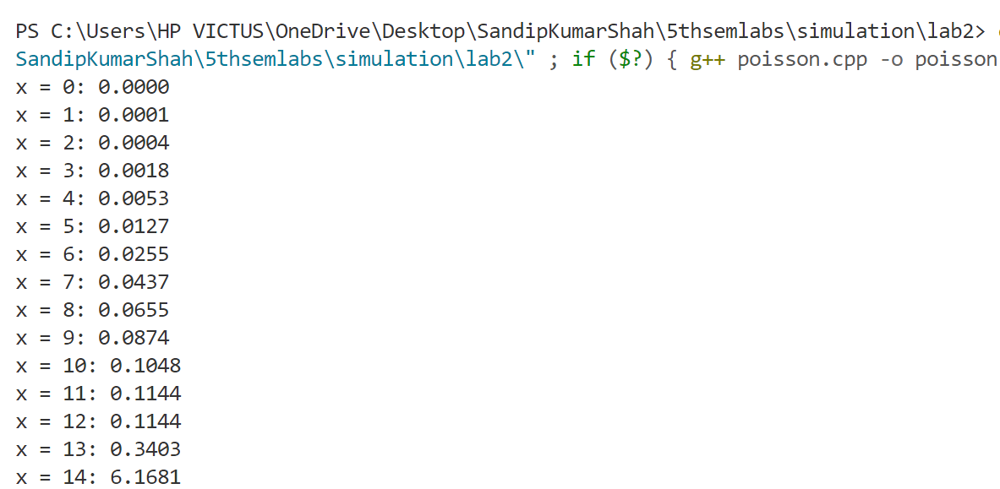 PS C:\Users\HP VICTUS\OneDrive\Desktop\SandipKumarShah\5thsemlabs\simulation\lab2>
SandipKumarShah\5thsemlabs\simulation\lab2\" ; if ($?) { g++ poisson.cpp -o poisson
x = 0: 0.0000
x = 1: 0.0001
x = 2: 0.0004
x = 3: 0.0018
x = 4: 0.0053
x = 5: 0.0127
x = 6: 0.0255
x = 7: 0.0437
x = 8: 0.0655
x = 9: 0.0874
x = 10: 0.1048
x = 11: 0.1144
x = 12: 0.1144
x = 13: 0.3403
x = 14: 6.1681